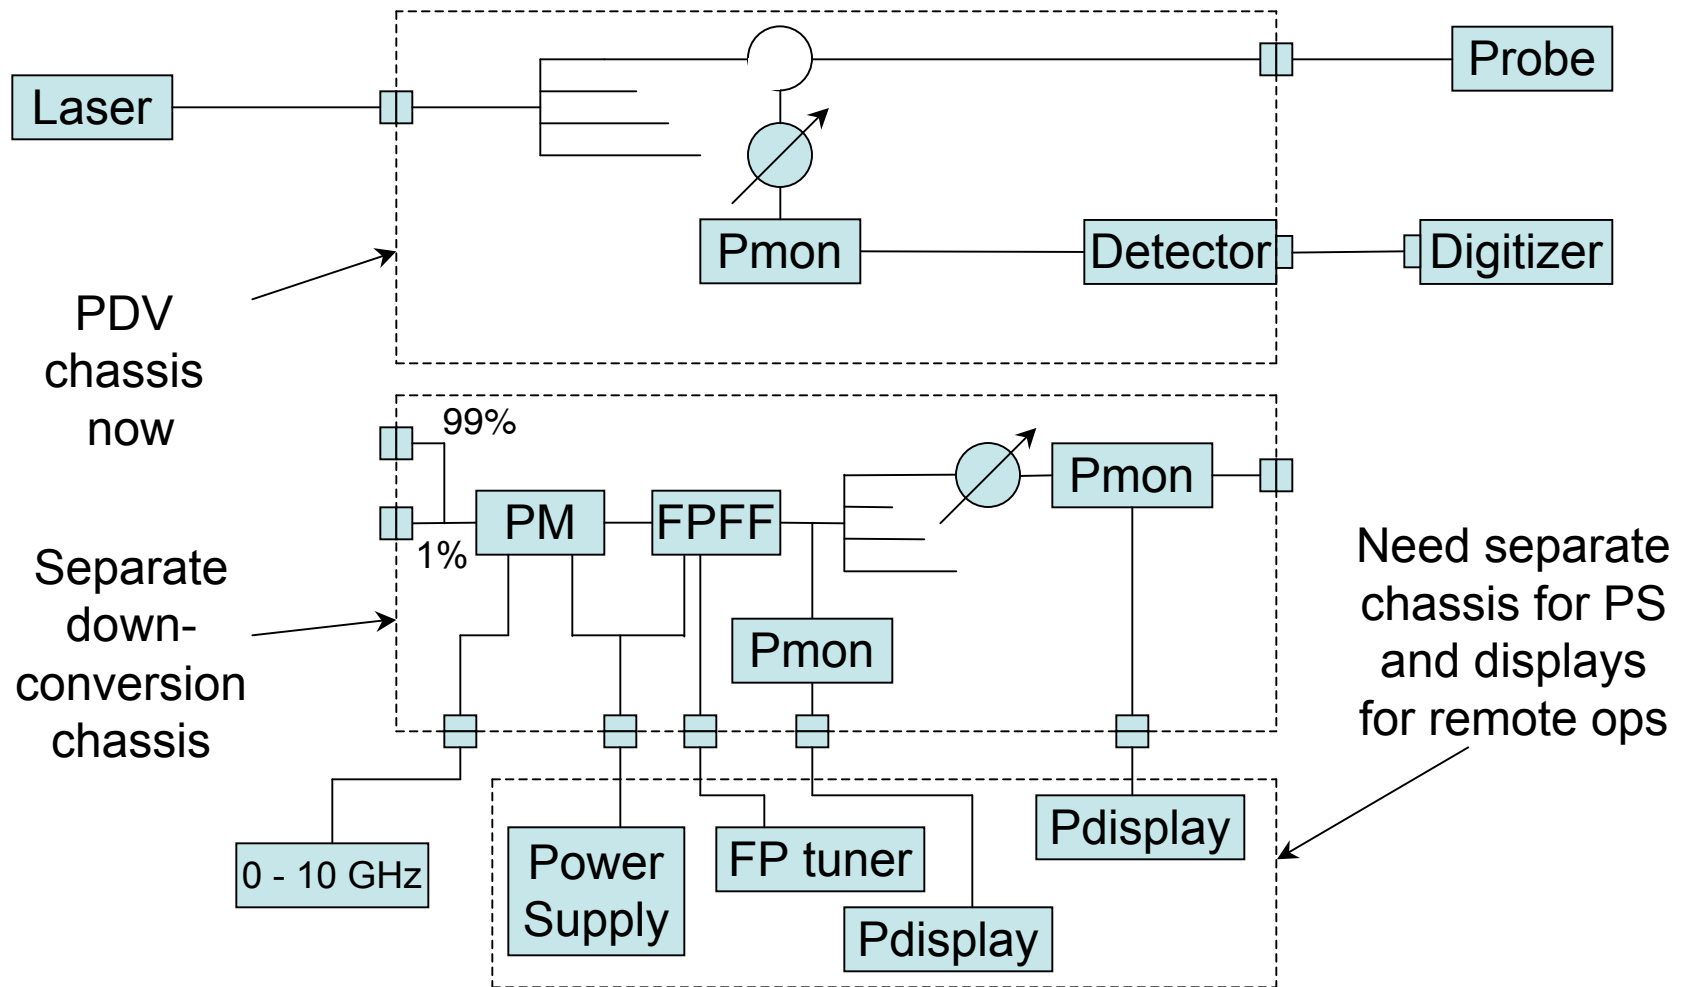 Laser
Probe
Pmon
Detector
Digitizer
PDV
chassis
now
99%
1%
PM
FPFF
Pmon
Pmon
Separate
down-
conversion
chassis
Need separate
chassis for PS
and displays
for remote ops
0 - 10 GHz
Power
Supply
FP tuner
Pdisplay
Pdisplay